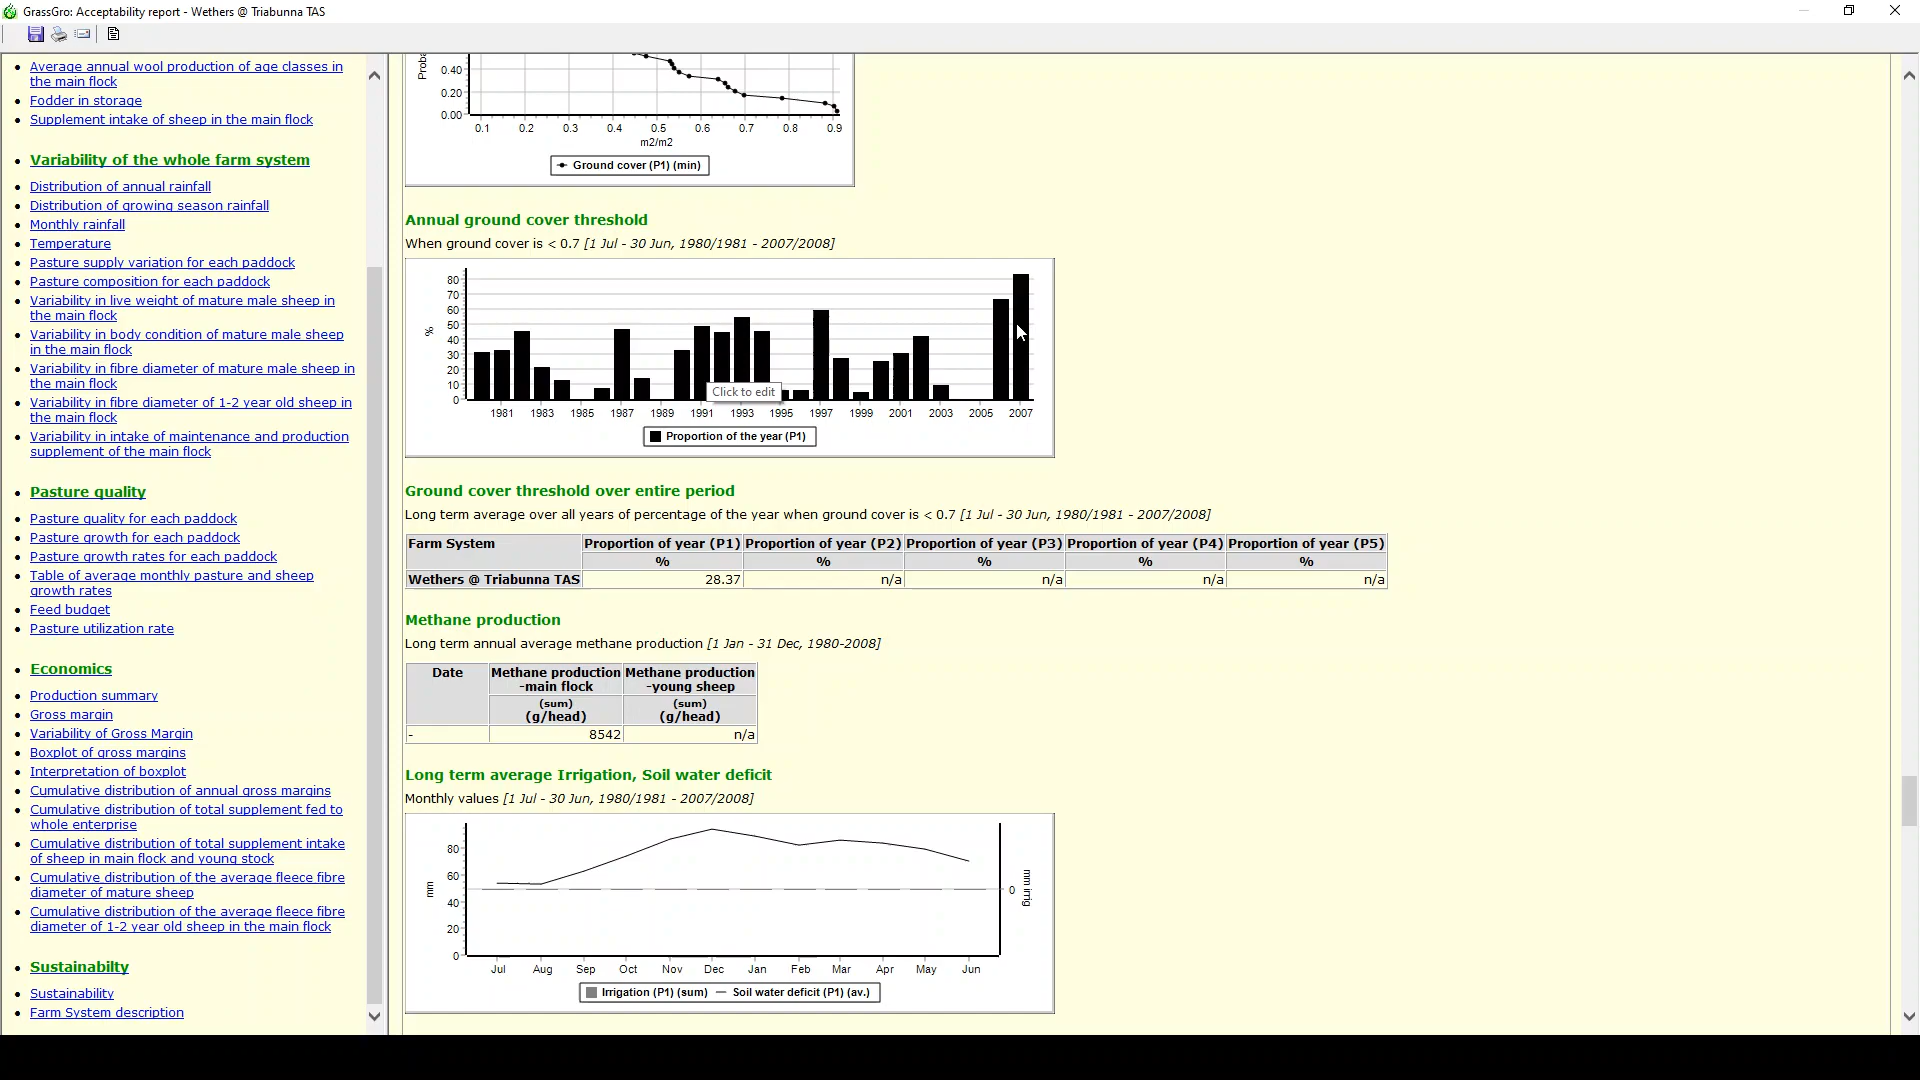 GrassGro: Acceptability report - Wethers @ Triabunna TAS
Average annual wool production of age classes in
the main flock
Fodder in storage
Supplement intake of sheep in the main flock
Variability of the whole farm system
Distribution of annual rainfall
Distribution of growing season rainfall
Monthly rainfall
Temperature
Pasture supply variation for each paddock
Pasture composition for each paddock
Variability in live weight of mature male sheep in
the main flock
Variability in body condition of mature male sheep
in the main flock
Variability in fibre diameter of mature male sheep in
the main flock
Variability in fibre diameter of 1-2 year old sheep in
the main flock
Variability in intake of maintenance and production
supplement of the main flock
Pasture quality
Pasture quality for each paddock
Pasture growth for each paddock
Pasture growth rates for each paddock
Table of average monthly pasture and sheep
growth rates
Feed budget
Pasture utilization rate
Economics
Production summary
Gross margin
Variability of Gross Margin
Boxplot of gross margins
Interpretation of boxplot
Cumulative distribution of annual gross margins
Cumulative distribution of total supplement fed to
whole enterprise
Cumulative distribution of total supplement intake
of sheep in main flock and young stock
Cumulative distribution of the average fleece fibre
diameter of mature sheep
Cumulative distribution of the average fleece fibre
diameter of 1-2 year old sheep in the main flock
Sustainabilty
Sustainability
Farm System description
0.40
0.20
0.00
0.1 0.2 0.3 0.4 0.5 0.6 0.7 0.8 0.9
m2/m2
Ground cover (P1) (min)
Annual ground cover threshold
When ground cover is < 0.7 [1 Jul - 30 Jun, 1980/1981 - 2007/2008]
80
70
60
50
40
30
20
10
0
%
Click to edit
1981 1983 1985 1987 1989 1991 1993 1995 1997 1999 2001 2003 2005 2007
Proportion of the year (P1)
Ground cover threshold over entire period
Long term average over all years of percentage of the year when ground cover is < 0.7 [1 Jul - 30 Jun, 1980/1981 - 2007/2008]
Farm System Proportion of year (P1) Proportion of year (P2) Proportion of year (P3) Proportion of year (P4) Proportion of year (P5)
% % % % %
Wethers @ Triabunna TAS 28.37 n/a n/a n/a n/a
Methane production
Long term annual average methane production [1 Jan - 31 Dec, 1980-2008]
Date Methane production Methane production
-main flock -young sheep
(sum) (sum)
(g/head) (g/head)
- 8542 n/a
Long term average Irrigation, Soil water deficit
Monthly values [1 Jul - 30 Jun, 1980/1981 - 2007/2008]
80
60
40
20
0
mm
0
mm irrig
Jul Aug Sep Oct Nov Dec Jan Feb Mar Apr May Jun
Irrigation (P1) (sum) Soil water deficit (P1) (av.)